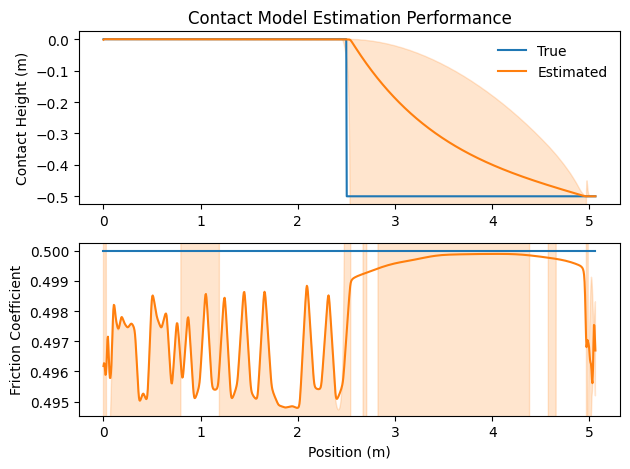 Contact Model Estimation Performance
Contact Height (m)
0.0
−0.1
−0.2
−0.3
−0.4
−0.5
True
Estimated
0 1 2 3 4 5
Friction Coefficient
0.500
0.499
0.498
0.497
0.496
0.495
0 1 2 3 4 5
Position (m)